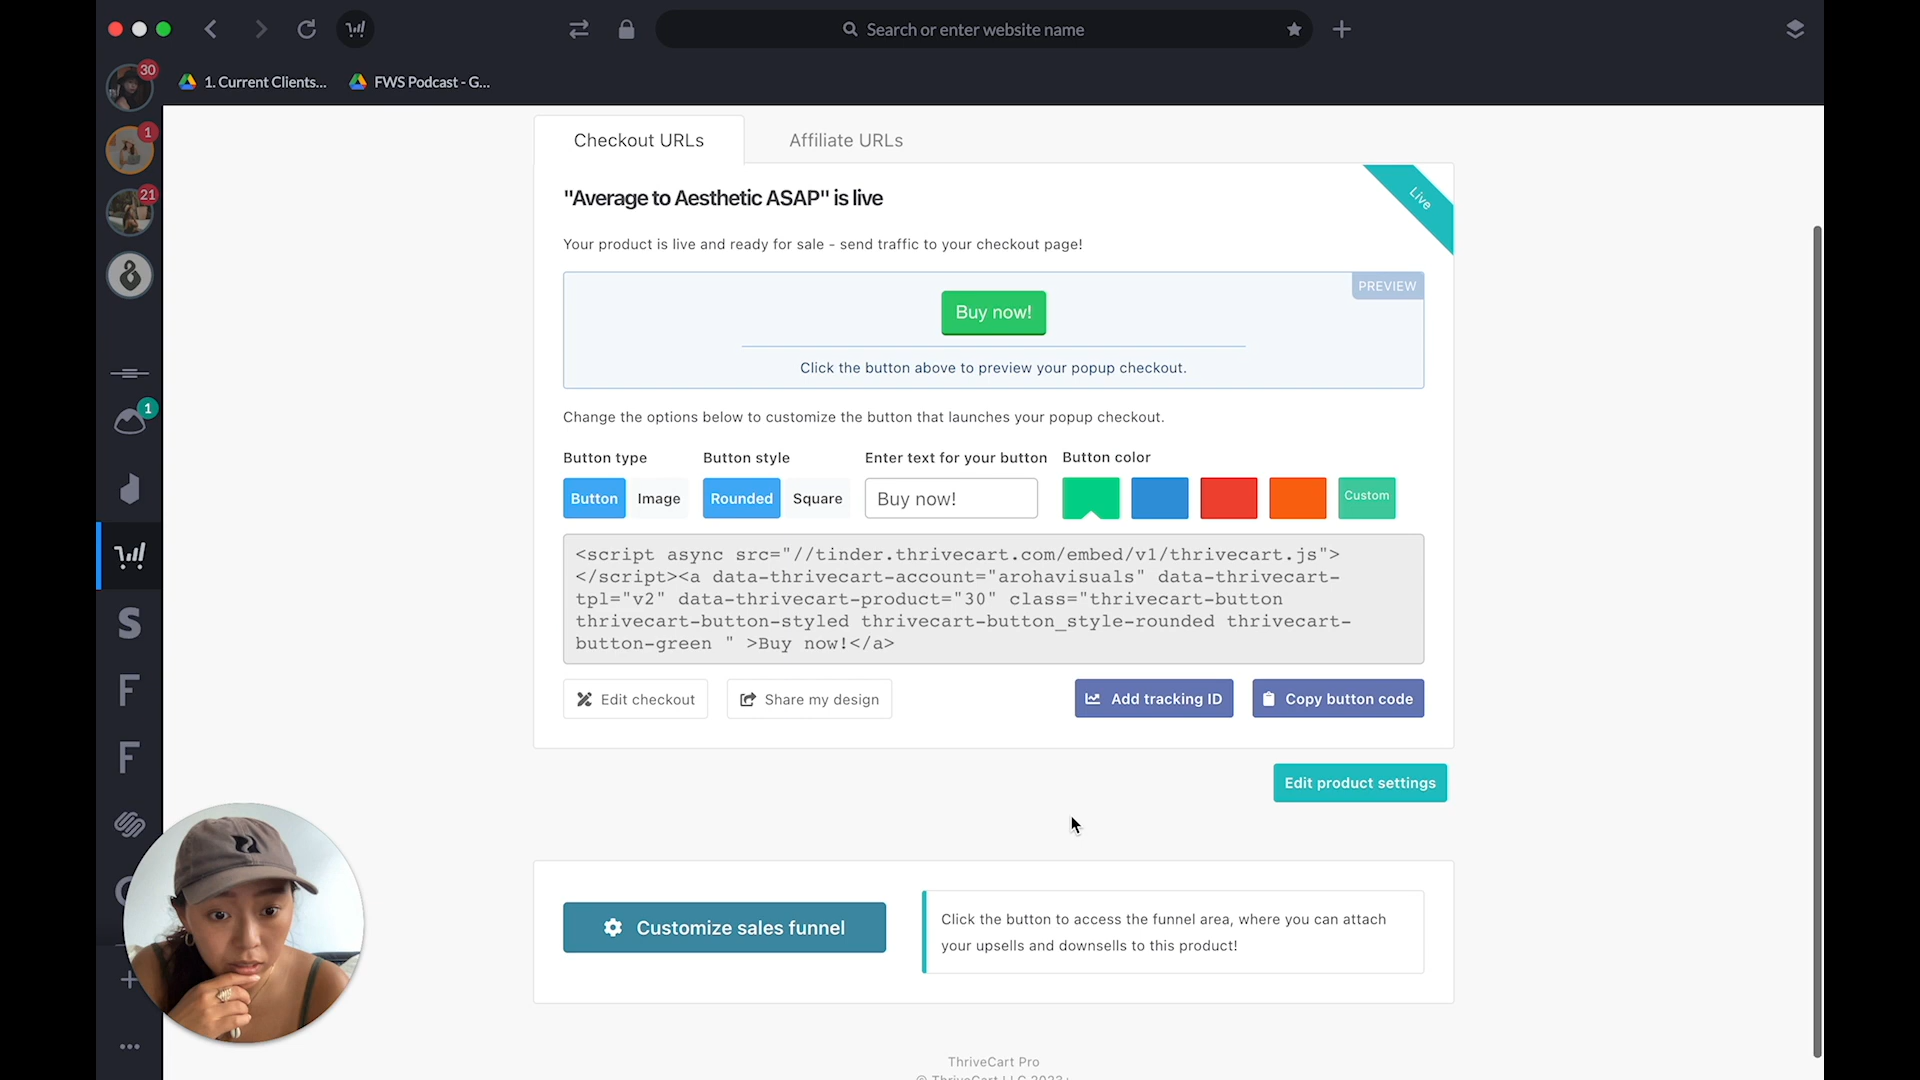 Search or enter website name
30
1. Current Clients...
FWS Podcast - G...
1
21
1
Checkout URLs
Affiliate URLs
"Average to Aesthetic ASAP" is live
Live
Your product is live and ready for sale - send traffic to your checkout page!
PREVIEW
Buy now!
Click the button above to preview your popup checkout.
Change the options below to customize the button that launches your popup checkout.
Button type
Button style
Enter text for your button
Button color
Button
Image
Rounded
Square
Buy now!
Custom
<script async src="//tinder.thrivecart.com/embed/v1/thrivecart.js">
</script><a data-thrivecart-account="arohavisuals" data-thrivecart-
tpl="v2" data-thrivecart-product="30" class="thrivecart-button
thrivecart-button-styled thrivecart-button_style-rounded thrivecart-
button-green " >Buy now!</a>
Edit checkout
Share my design
Add tracking ID
Copy button code
Edit product settings
S
F
F
Customize sales funnel
Click the button to access the funnel area, where you can attach
your upsells and downsells to this product!
ThriveCart Pro
© ThriveCart LLC 2023+